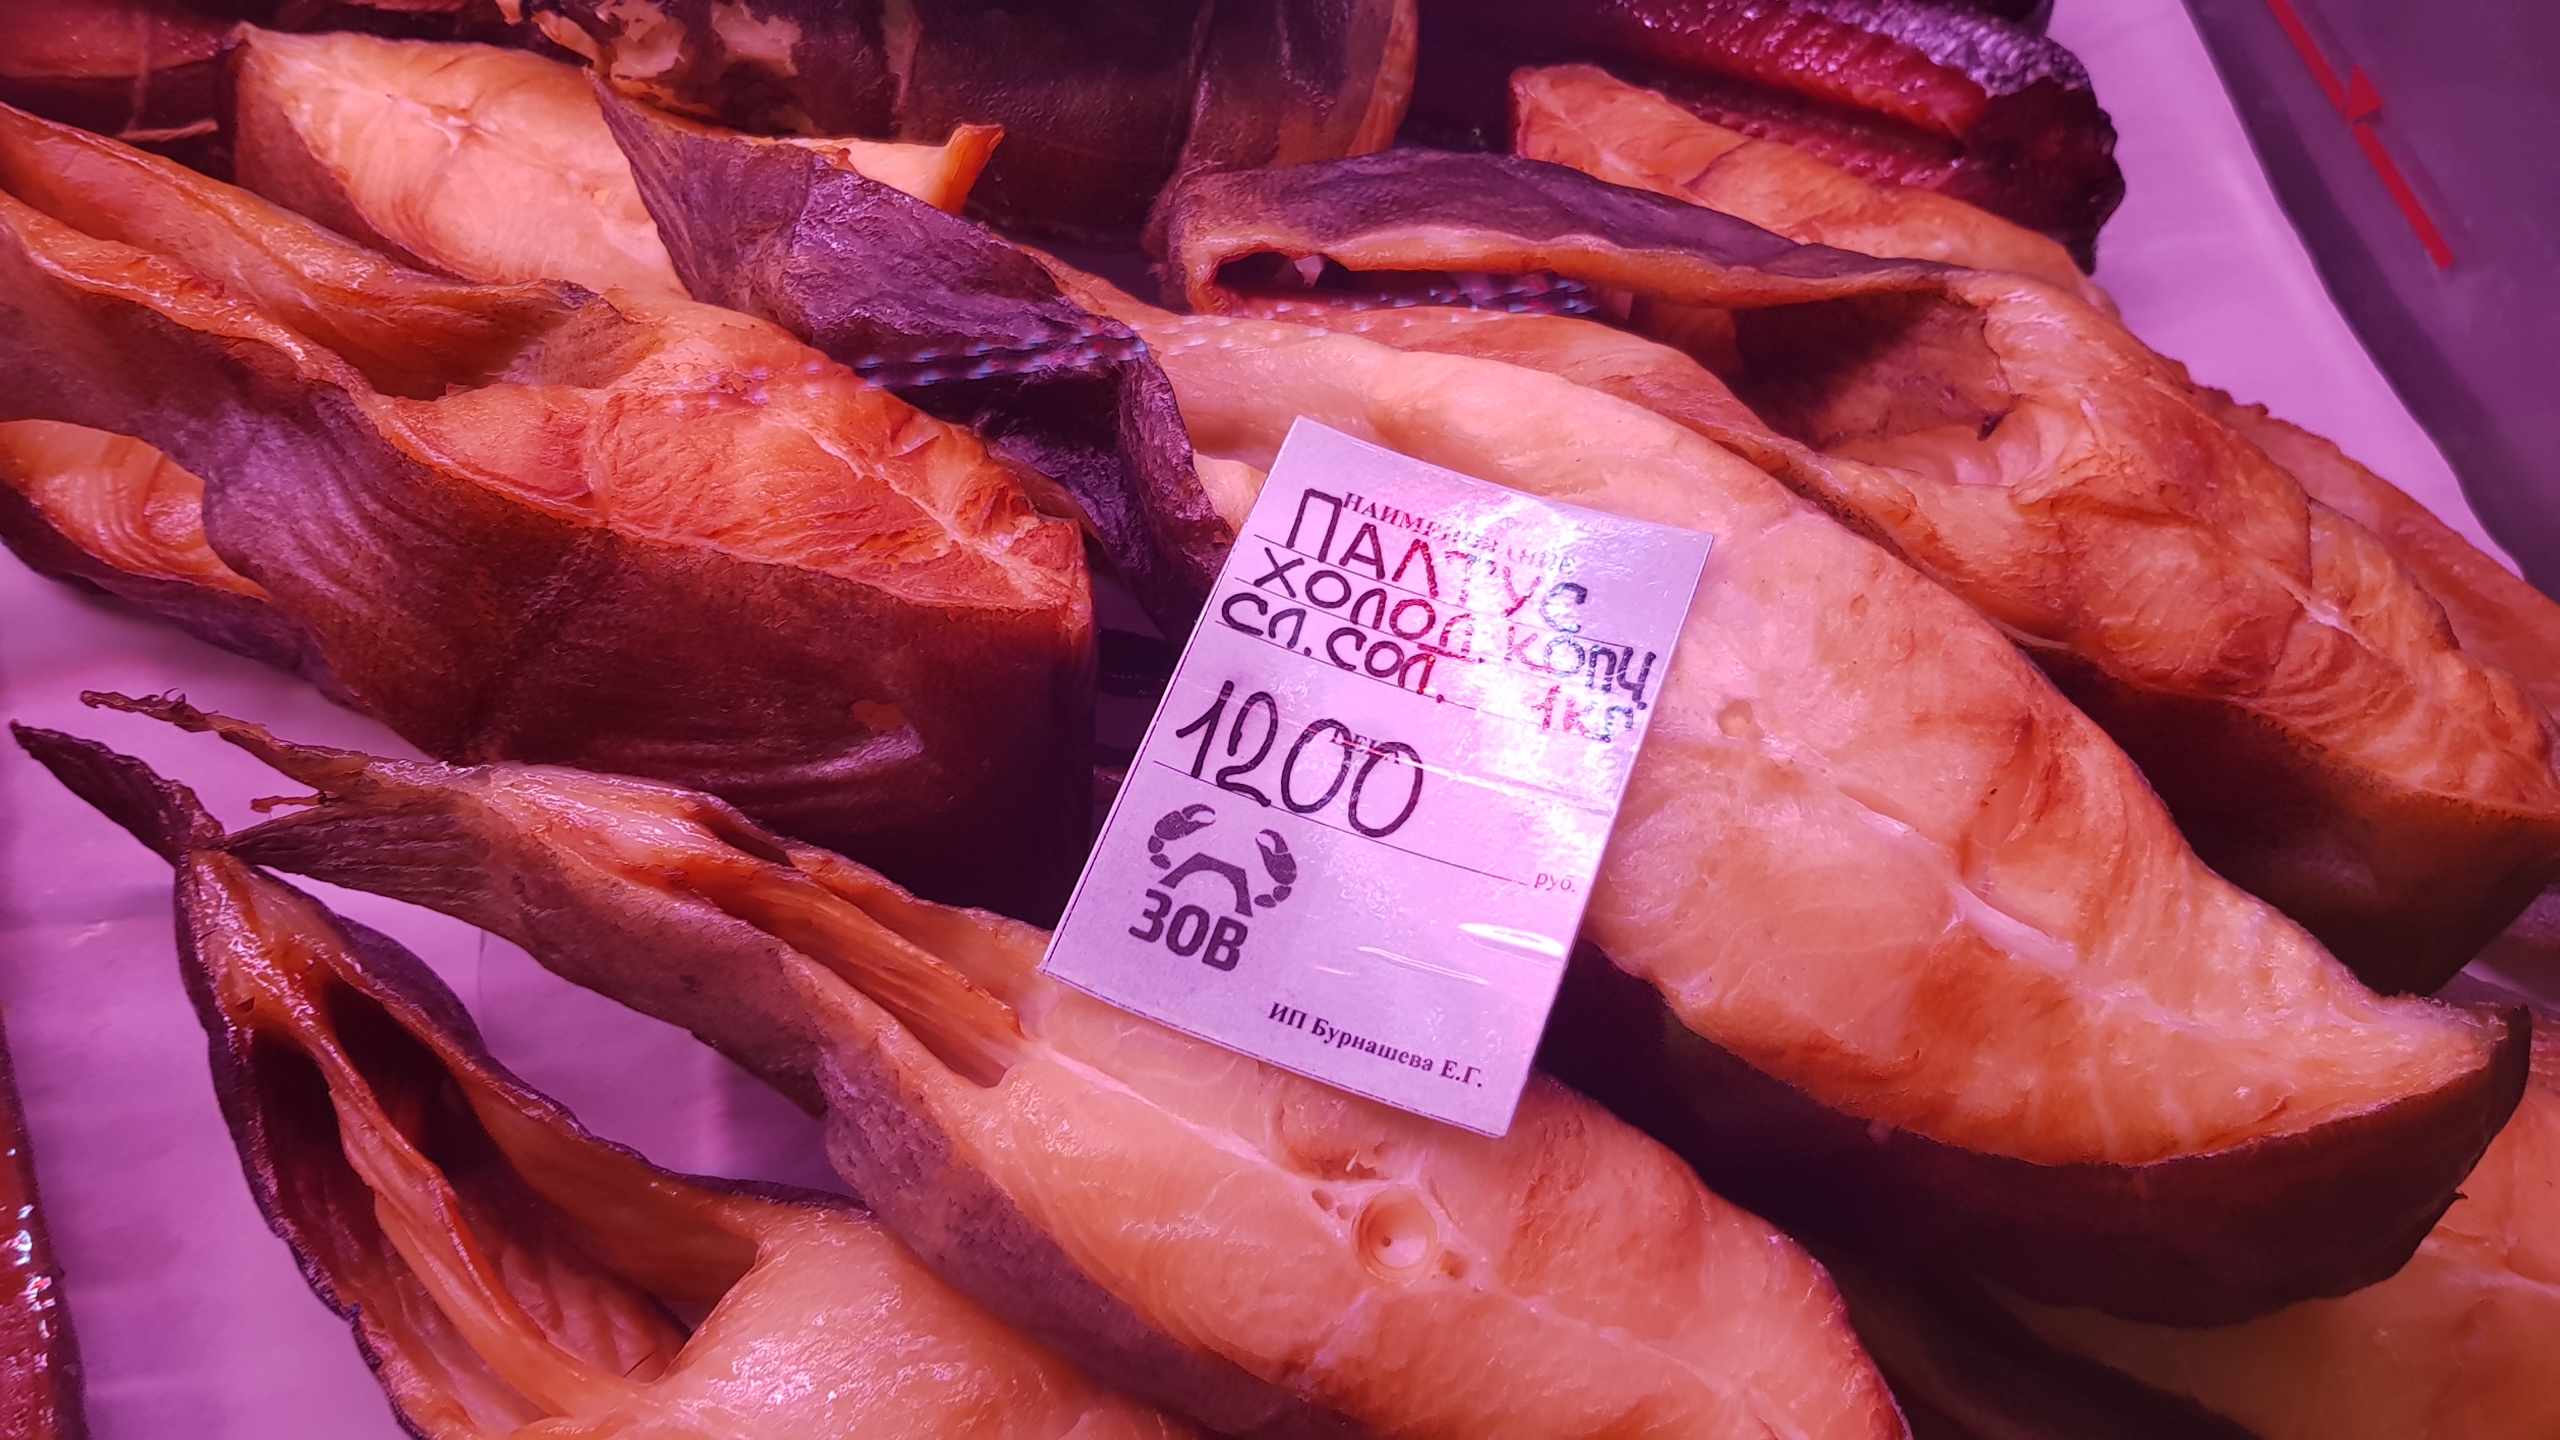 НАИМЕНОВАНИЕ
ПАЛТУС
ХОЛОД. КОПЧ
СЛ. СОЛ. 1кг
1200
руб.
ЗОВ
ИП Бурнашева Е.Г.